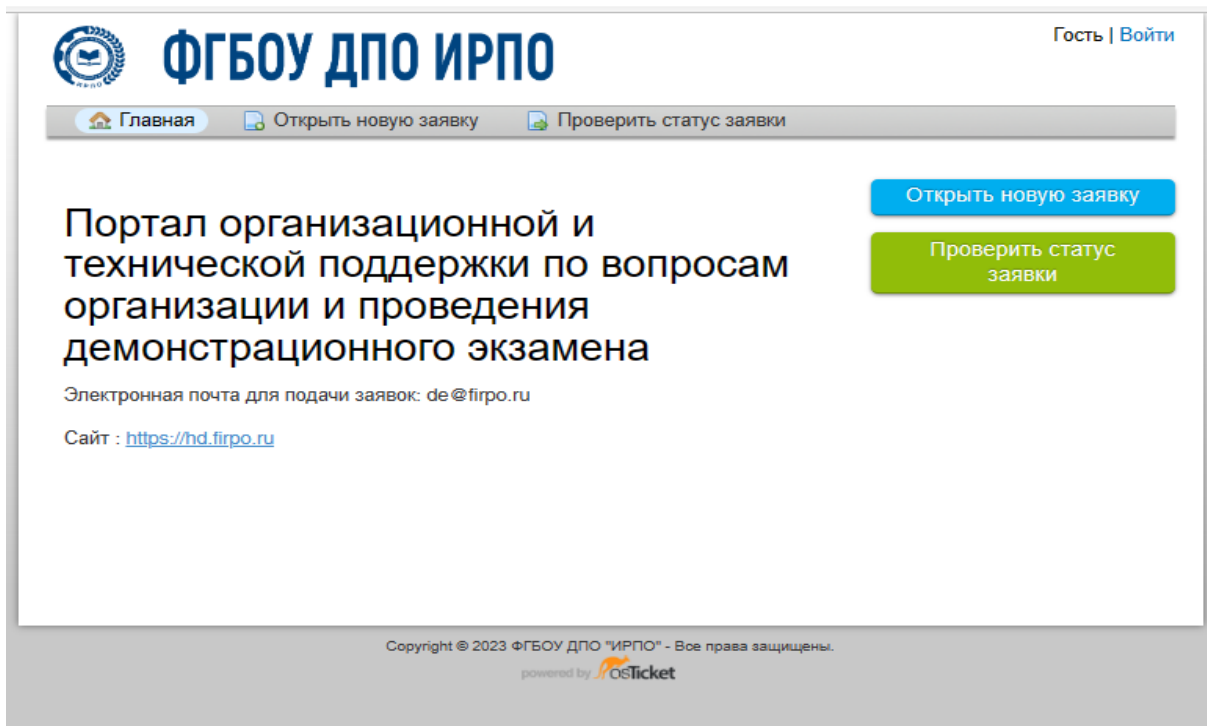 ИРПО
ФГБОУ ДПО ИРПО
Гость | Войти
Главная
Открыть новую заявку
Проверить статус заявки
Открыть новую заявку
Проверить статус
заявки
Портал организационной и
технической поддержки по вопросам
организации и проведения
демонстрационного экзамена
Электронная почта для подачи заявок: de@firpo.ru
Сайт : https://hd.firpo.ru
Copyright © 2023 ФГБОУ ДПО "ИРПО" - Все права защищены.
powered by osTicket